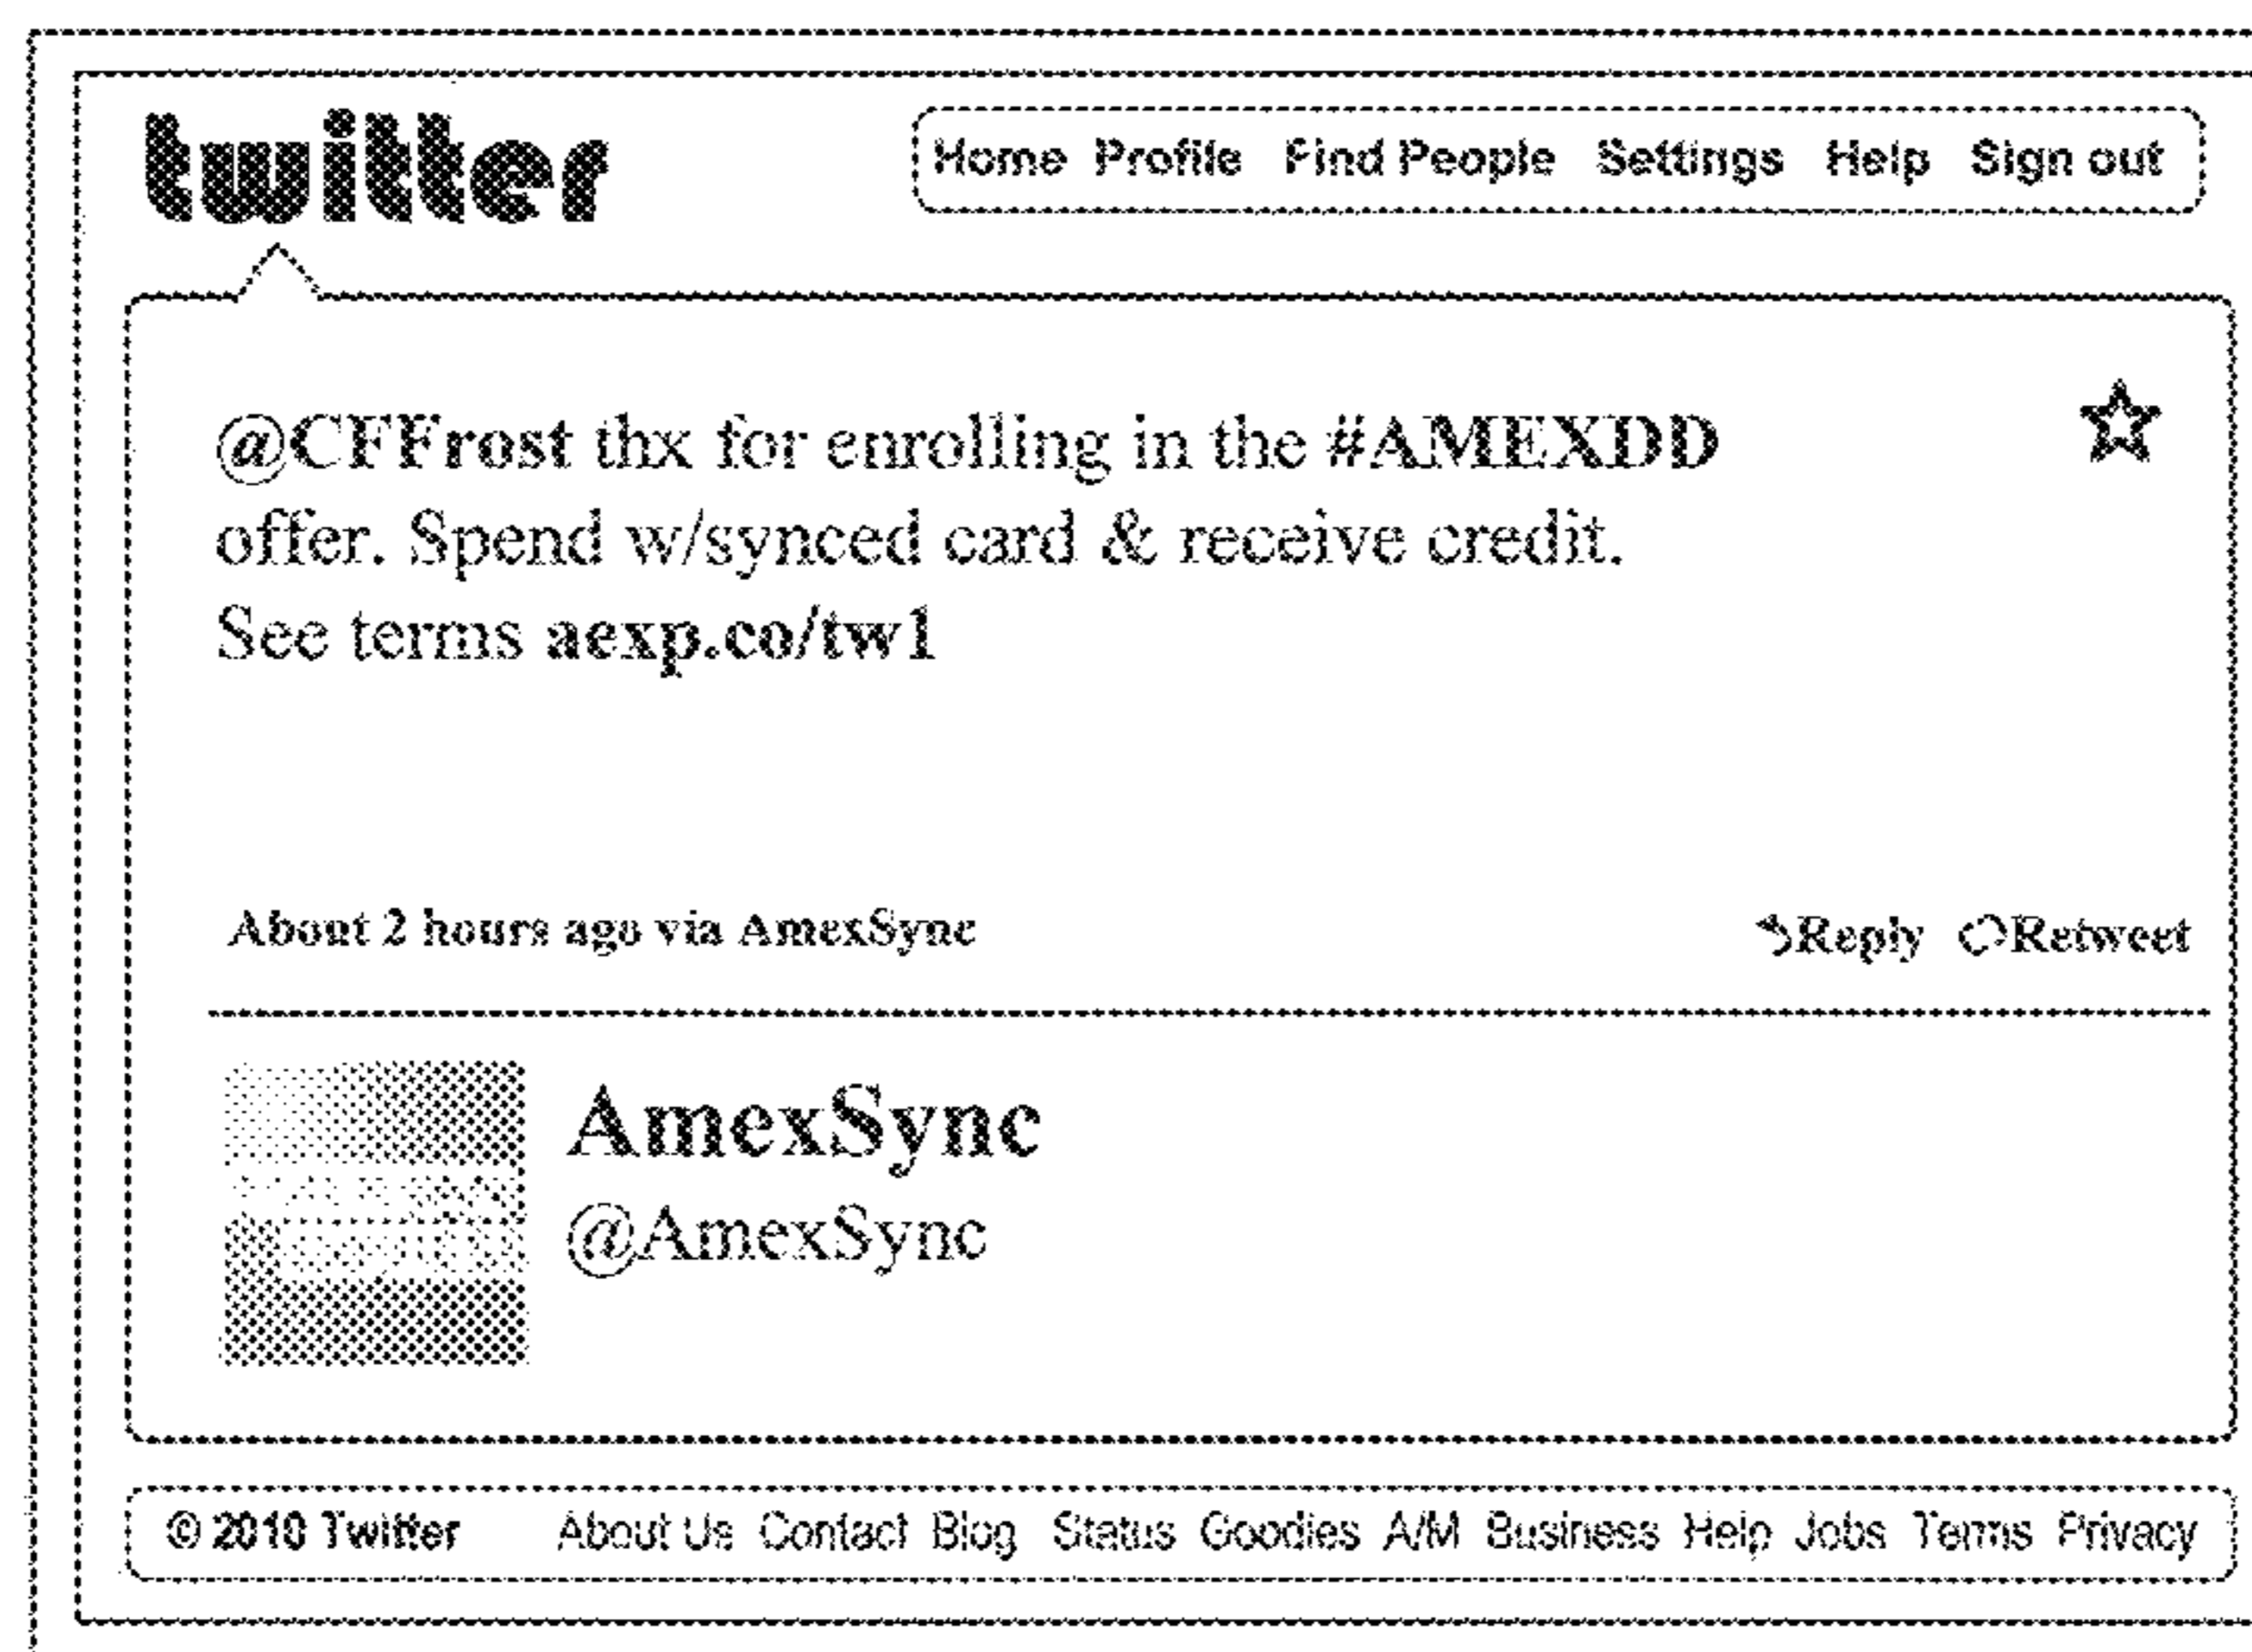 twitter
Home Profile Find People Settings Help Sign out
@CFFrost thx for enrolling in the #AMEXDD
offer. Spend w/synced card & receive credit.
See terms aexp.co/tw1
About 2 hours ago via AmexSync
Reply Retweet
AmexSync
@AmexSync
© 2010 Twitter About Us Contact Blog Status Goodies A/M Business Help Jobs Terms Privacy